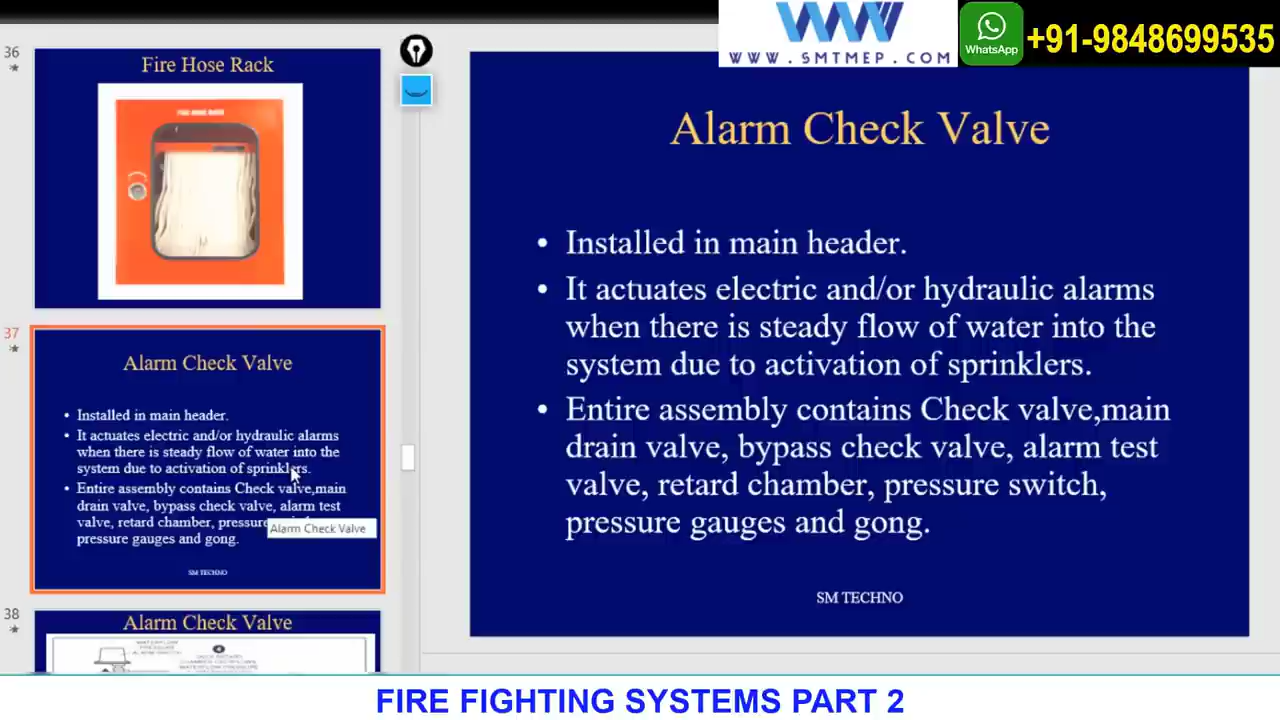 WWW.SMTMEP.COM
WhatsApp
+91-9848699535
36
Fire Hose Rack
37
Alarm Check Valve
• Installed in main header.
• It actuates electric and/or hydraulic alarms
when there is steady flow of water into the
system due to activation of sprinklers.
• Entire assembly contains Check valve,main
drain valve, bypass check valve, alarm test
valve, retard chamber, pressure
pressure gauges and gong.
Alarm Check Valve
SM TECHNO
38
Alarm Check Valve
Alarm Check Valve
• Installed in main header.
• It actuates electric and/or hydraulic alarms
when there is steady flow of water into the
system due to activation of sprinklers.
• Entire assembly contains Check valve,main
drain valve, bypass check valve, alarm test
valve, retard chamber, pressure switch,
pressure gauges and gong.
SM TECHNO
FIRE FIGHTING SYSTEMS PART 2